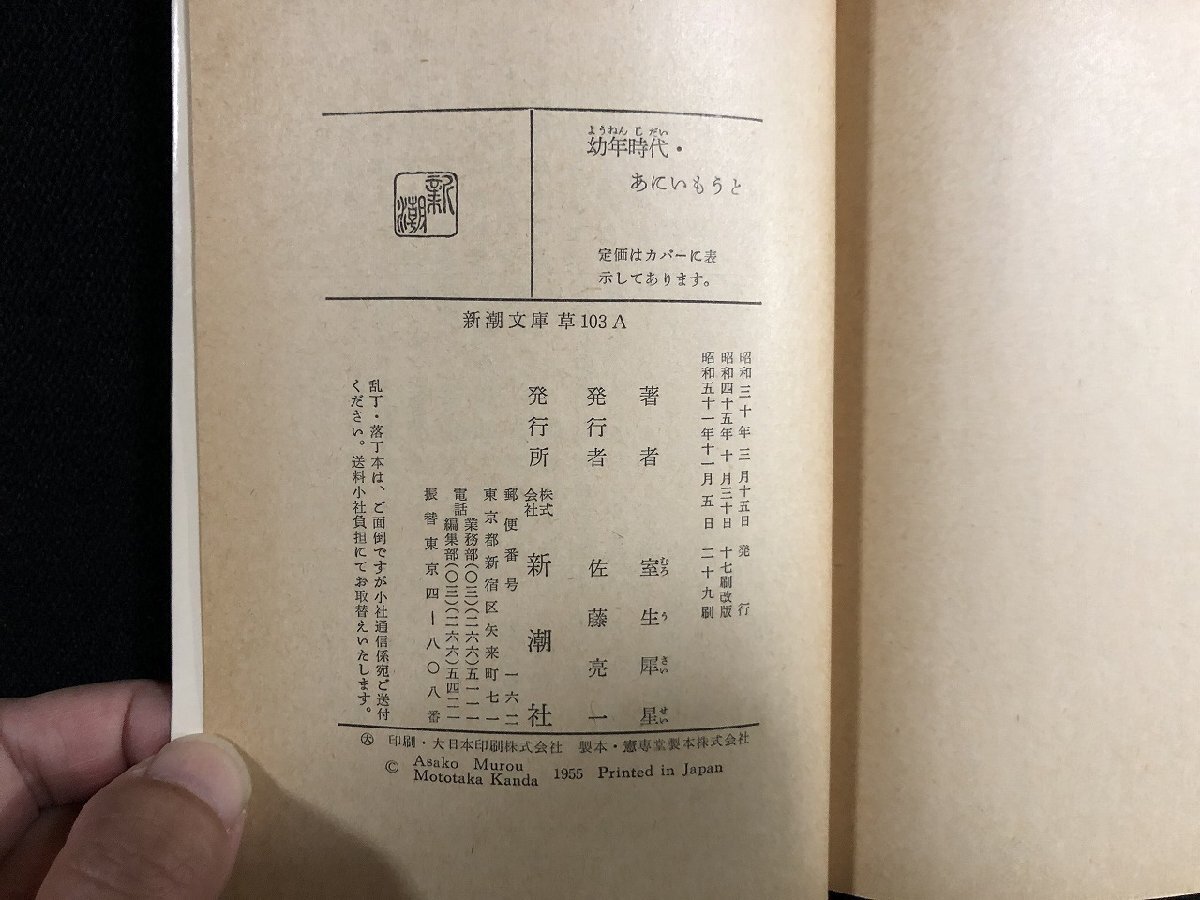 ようねんじだい
幼年時代・
あにいもうと
定価はカバーに表
示してあります。
新潮
新潮文庫 草103A
昭和三十年三月十五日 発行
昭和四十五年十月三十日 十七刷改版
昭和五十一年十一月五日 二十九刷
著者 室生犀星
むろ う さい せい
発行者 佐藤亮一
発行所 株式会社 新潮社
郵便番号 一六二
東京都新宿区矢来町七一
電話 業務部(〇三)(二六六)五一一一
編集部(〇三)(二六六)五四一一
振替東京四―八〇八番
乱丁・落丁本は、ご面倒ですが小社通信係宛ご送付
ください。送料小社負担にてお取替えいたします。
印刷・大日本印刷株式会社 製本・憲専堂製本株式会社
© Asako Murou
Mototaka Kanda 1955 Printed in Japan